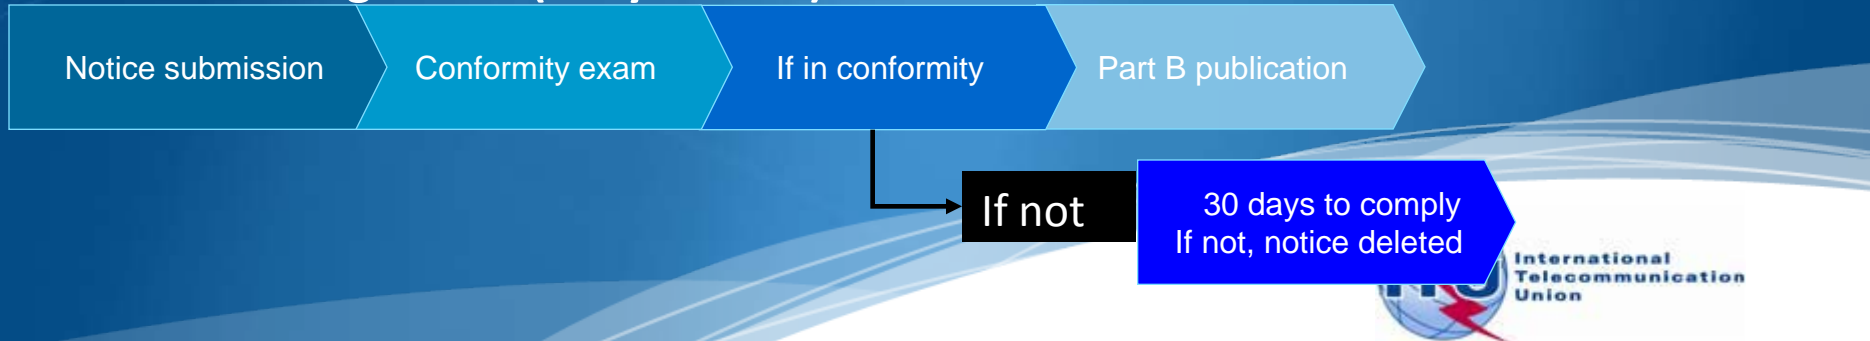 Notice submission
Conformity exam
If in conformity
Part B publication
If not
30 days to comply
If not, notice deleted
International
Telecommunication
Union